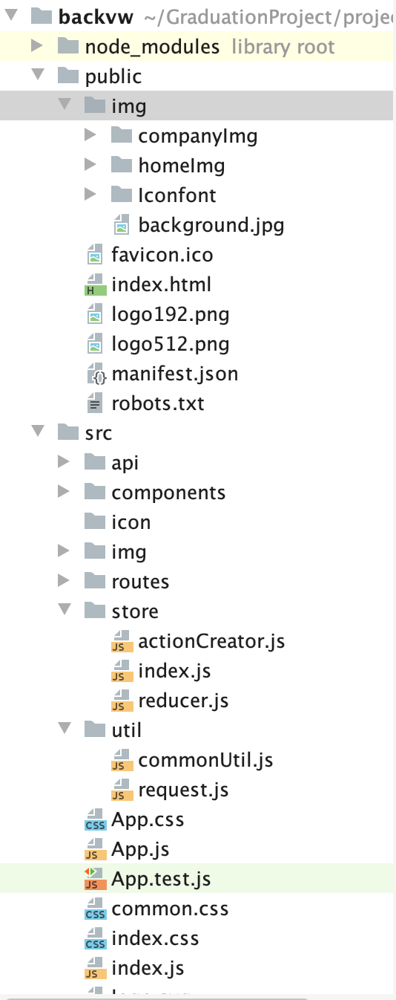 backvw ~/GraduationProject/proje
node_modules library root
public
img
companyImg
homeImg
Iconfont
background.jpg
favicon.ico
index.html
logo192.png
logo512.png
manifest.json
robots.txt
src
api
components
icon
img
routes
store
actionCreator.js
index.js
reducer.js
util
commonUtil.js
request.js
App.css
App.js
App.test.js
common.css
index.css
index.js